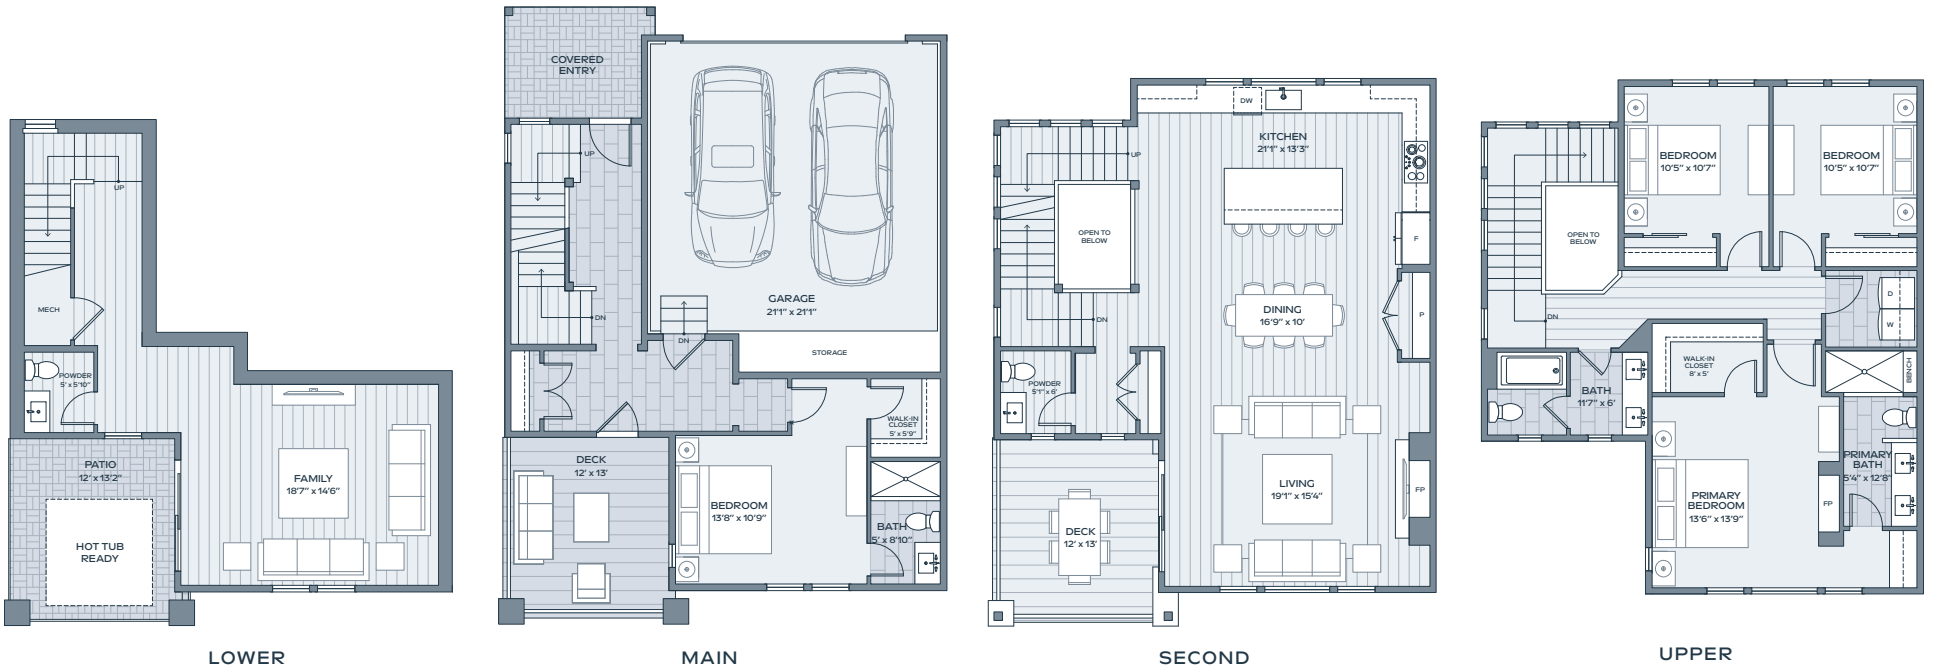 UP
MECH
POWDER
5' x 5'10"
PATIO
12' x 13'2"
HOT TUB
READY
FAMILY
18'7" x 14'6"
LOWER
COVERED
ENTRY
UP
DN
GARAGE
21'1" x 21'1"
DN
STORAGE
WALK-IN
CLOSET
5' x 5'9"
DECK
12' x 13'
BEDROOM
13'8" x 10'9"
BATH
5' x 8'10"
MAIN
DW
KITCHEN
21'1" x 13'3"
UP
OPEN TO
BELOW
F
DN
DINING
16'9" x 10'
P
POWDER
5'1" x 6'
LIVING
19'1" x 15'4"
FP
DECK
12' x 13'
SECOND
BEDROOM
10'5" x 10'7"
BEDROOM
10'5" x 10'7"
OPEN TO
BELOW
D
W
DN
WALK-IN
CLOSET
8' x 5'
BENCH
BATH
11'7" x 6'
PRIMARY
BATH
5'4" x 12'8"
PRIMARY
BEDROOM
13'6" x 13'9"
FP
UPPER